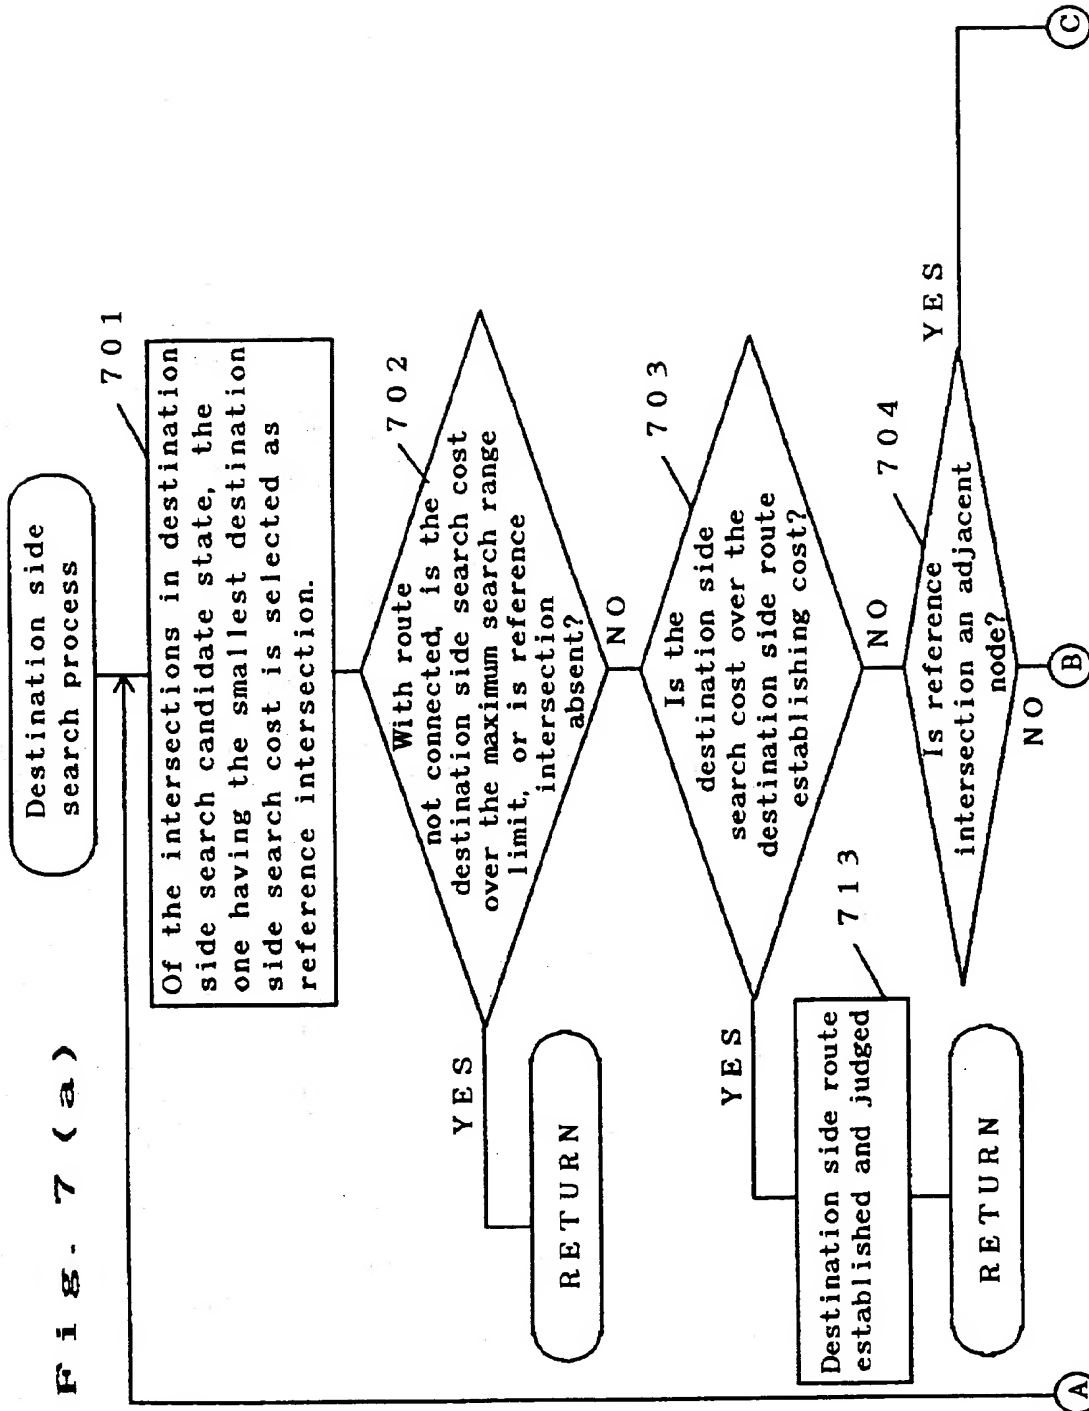 Fig. 7 (a)
Destination side
search process
701
Of the intersections in destination
side search candidate state, the
one having the smallest destination
side search cost is selected as
reference intersection.
702
With route
not connected, is the
destination side search cost
over the maximum search range
limit, or is reference
intersection
absent?
YES
NO
RETURN
703
Is the
destination side
search cost over the
destination side route
establishing cost?
YES
NO
713
Destination side route
established and judged
RETURN
704
Is reference
intersection an adjacent
node?
YES
NO
A
B
C